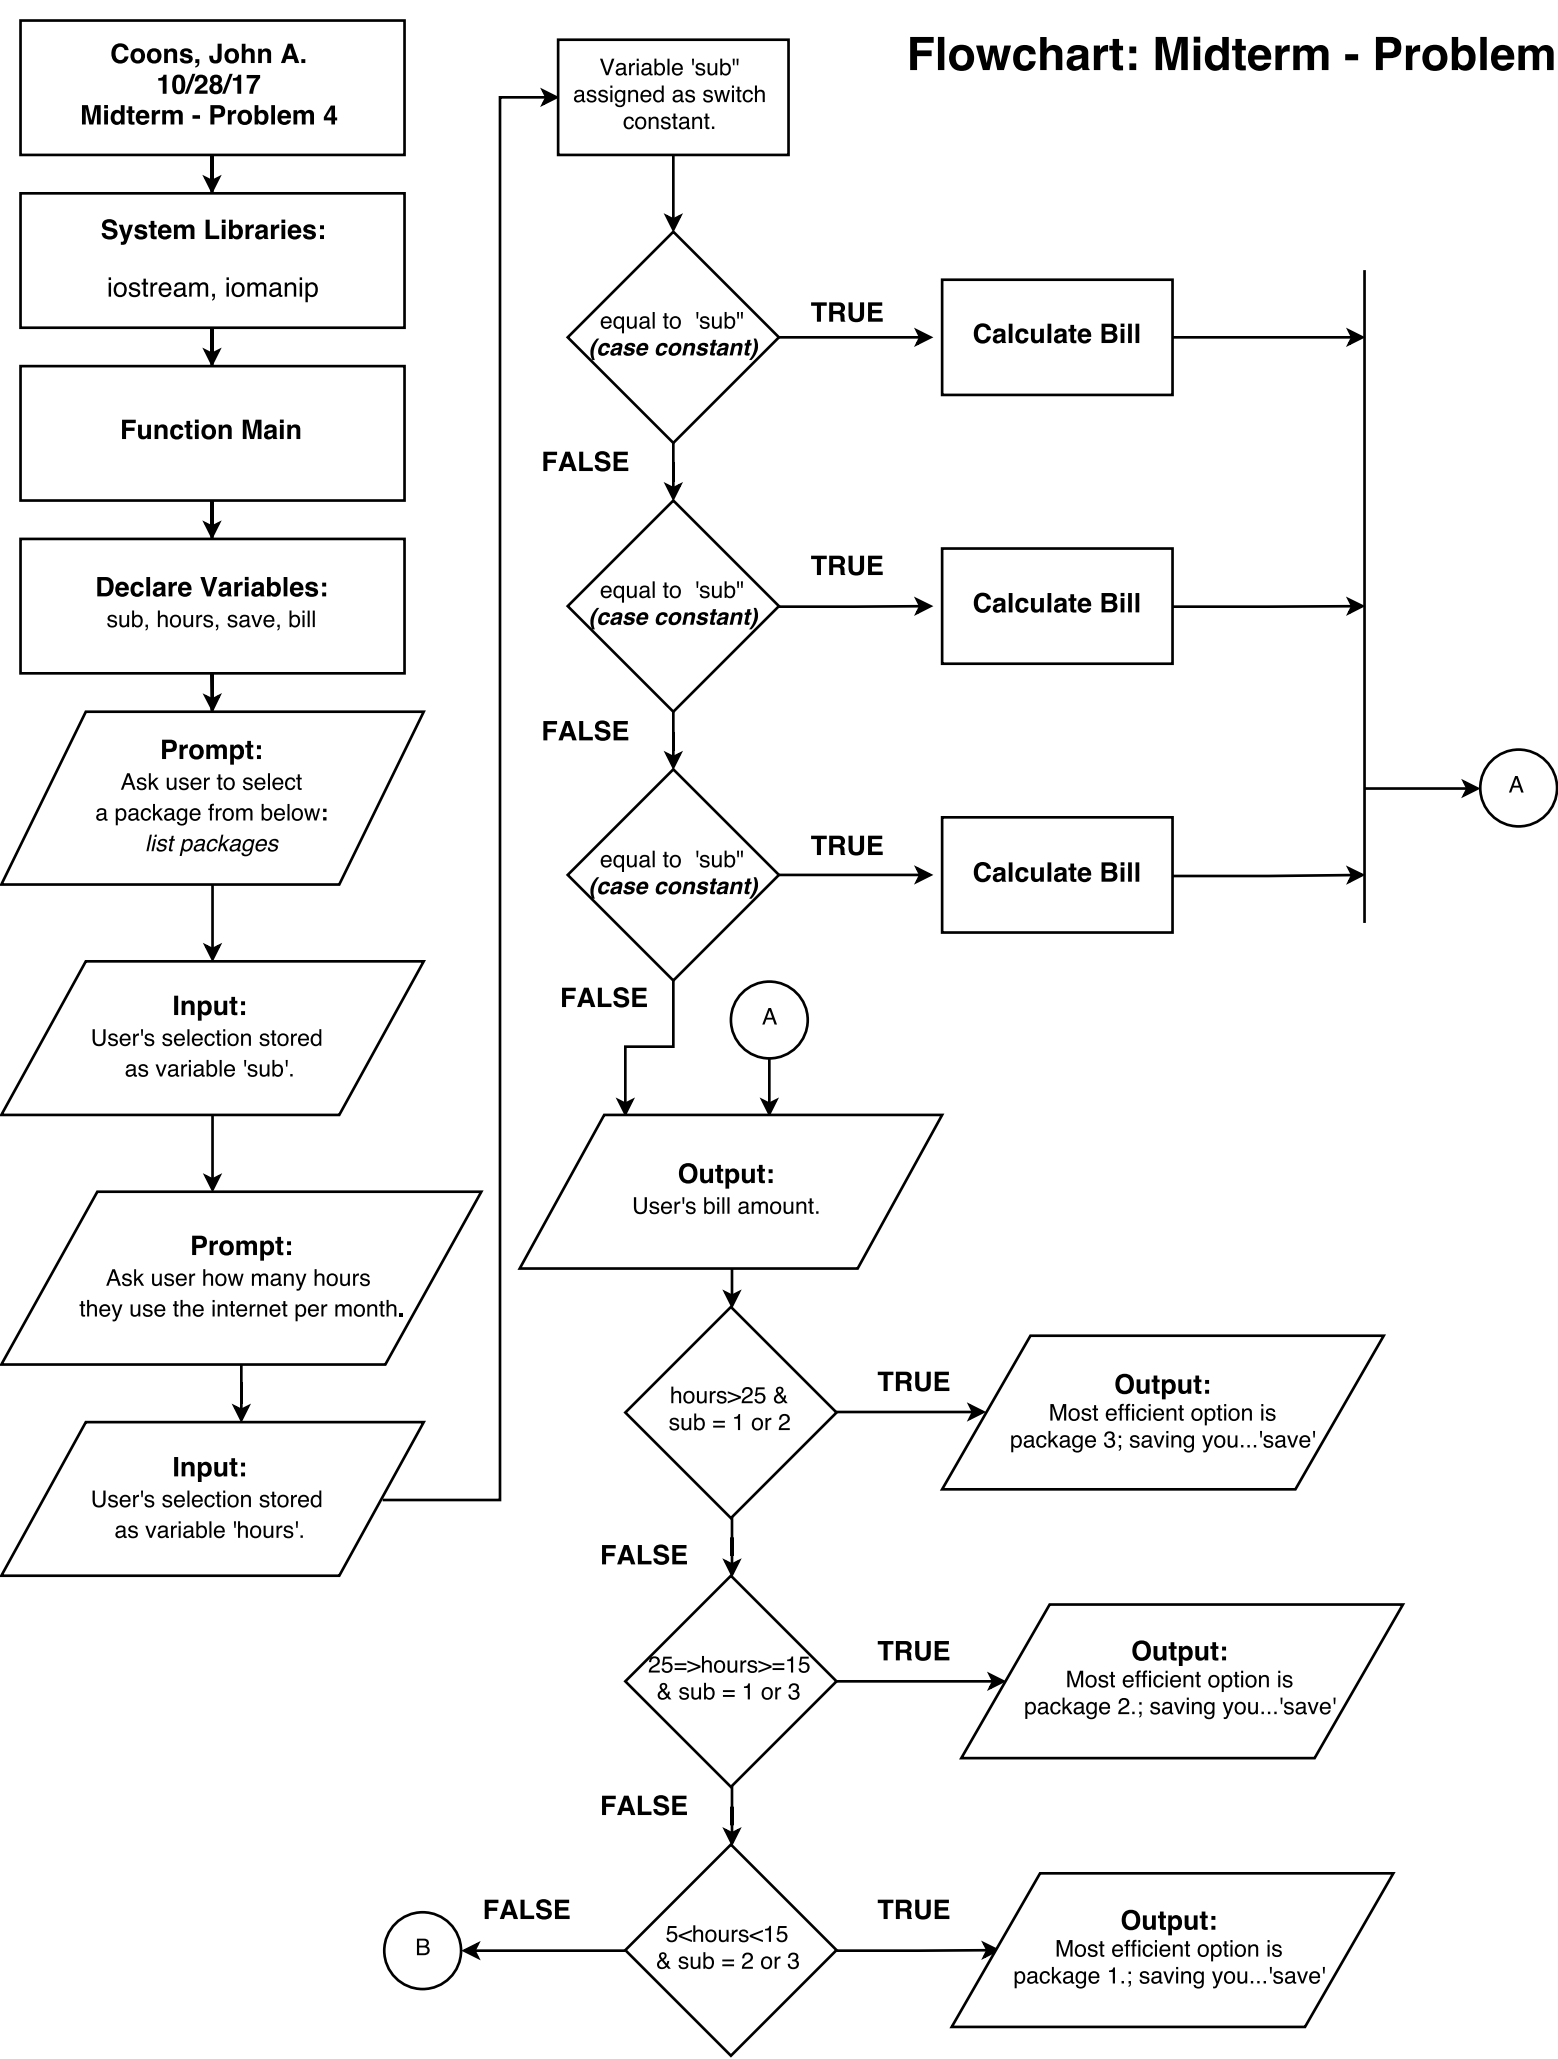 Flowchart: Midterm - Problem
Coons, John A.
10/28/17
Midterm - Problem 4
System Libraries:
iostream, iomanip
Function Main
Declare Variables:
sub, hours, save, bill
Prompt:
Ask user to select
a package from below:
list packages
Input:
User's selection stored
as variable 'sub'.
Prompt:
Ask user how many hours
they use the internet per month.
Input:
User's selection stored
as variable 'hours'.
Variable 'sub"
assigned as switch
constant.
equal to 'sub"
(case constant)
TRUE
Calculate Bill
FALSE
equal to 'sub"
(case constant)
TRUE
Calculate Bill
FALSE
equal to 'sub"
(case constant)
TRUE
Calculate Bill
A
FALSE
A
Output:
User's bill amount.
hours>25 &
sub = 1 or 2
TRUE
Output:
Most efficient option is
package 3; saving you...'save'
FALSE
25=>hours>=15
& sub = 1 or 3
TRUE
Output:
Most efficient option is
package 2.; saving you...'save'
FALSE
5<hours<15
& sub = 2 or 3
TRUE
Output:
Most efficient option is
package 1.; saving you...'save'
FALSE
B